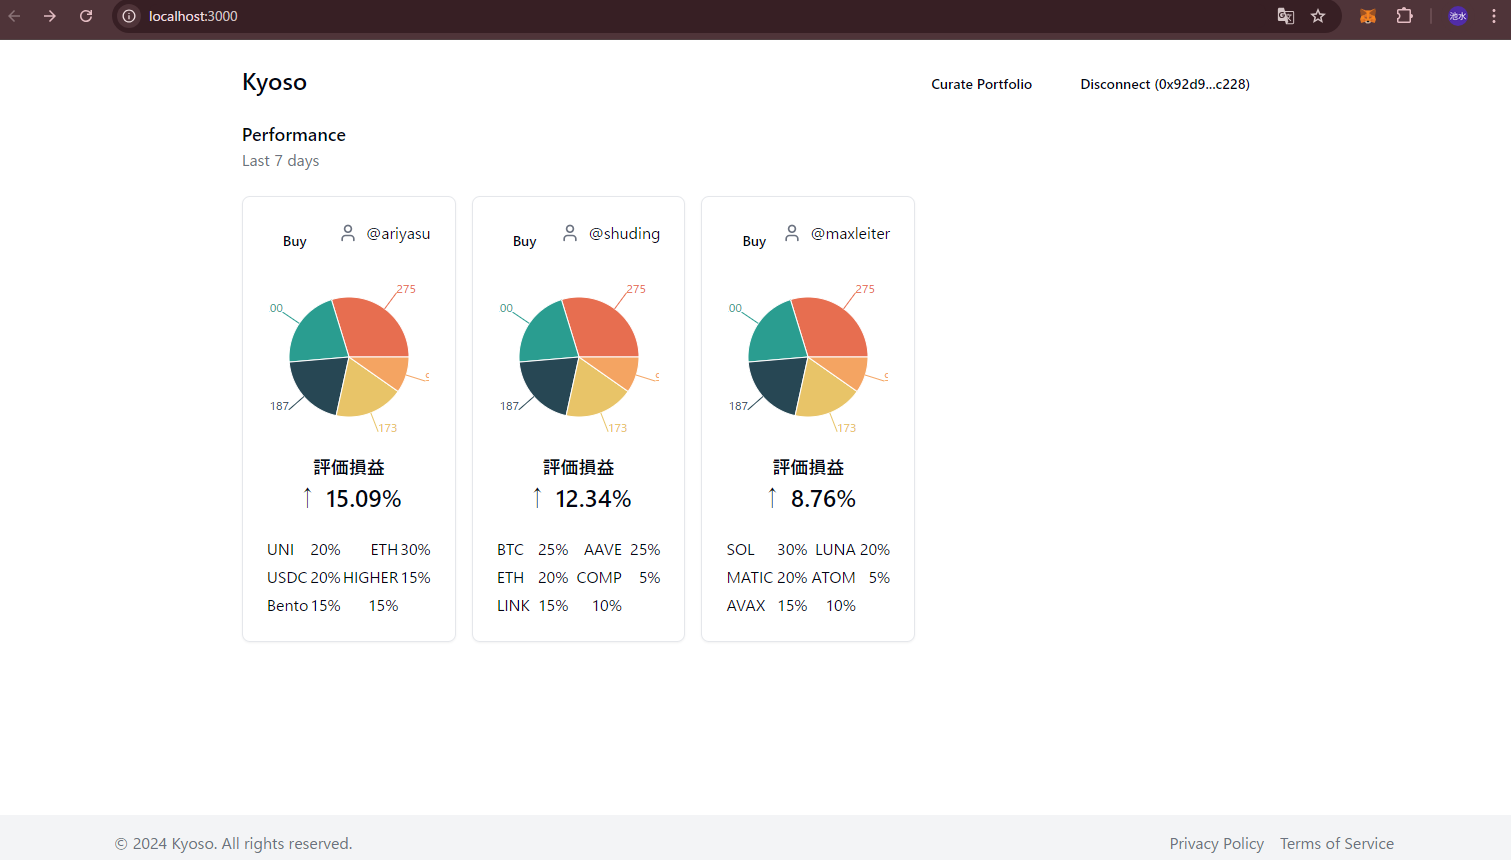 localhost:3000
池水
Kyoso
Curate Portfolio
Disconnect (0x92d9...c228)
Performance
Last 7 days
Buy
@ariyasu
275
00
187
173
評価損益
↑ 15.09%
UNI 20% ETH 30%
USDC 20% HIGHER 15%
Bento 15% 15%
Buy
@shuding
275
00
187
173
評価損益
↑ 12.34%
BTC 25% AAVE 25%
ETH 20% COMP 5%
LINK 15% 10%
Buy
@maxleiter
275
00
187
173
評価損益
↑ 8.76%
SOL 30% LUNA 20%
MATIC 20% ATOM 5%
AVAX 15% 10%
© 2024 Kyoso. All rights reserved.
Privacy Policy
Terms of Service